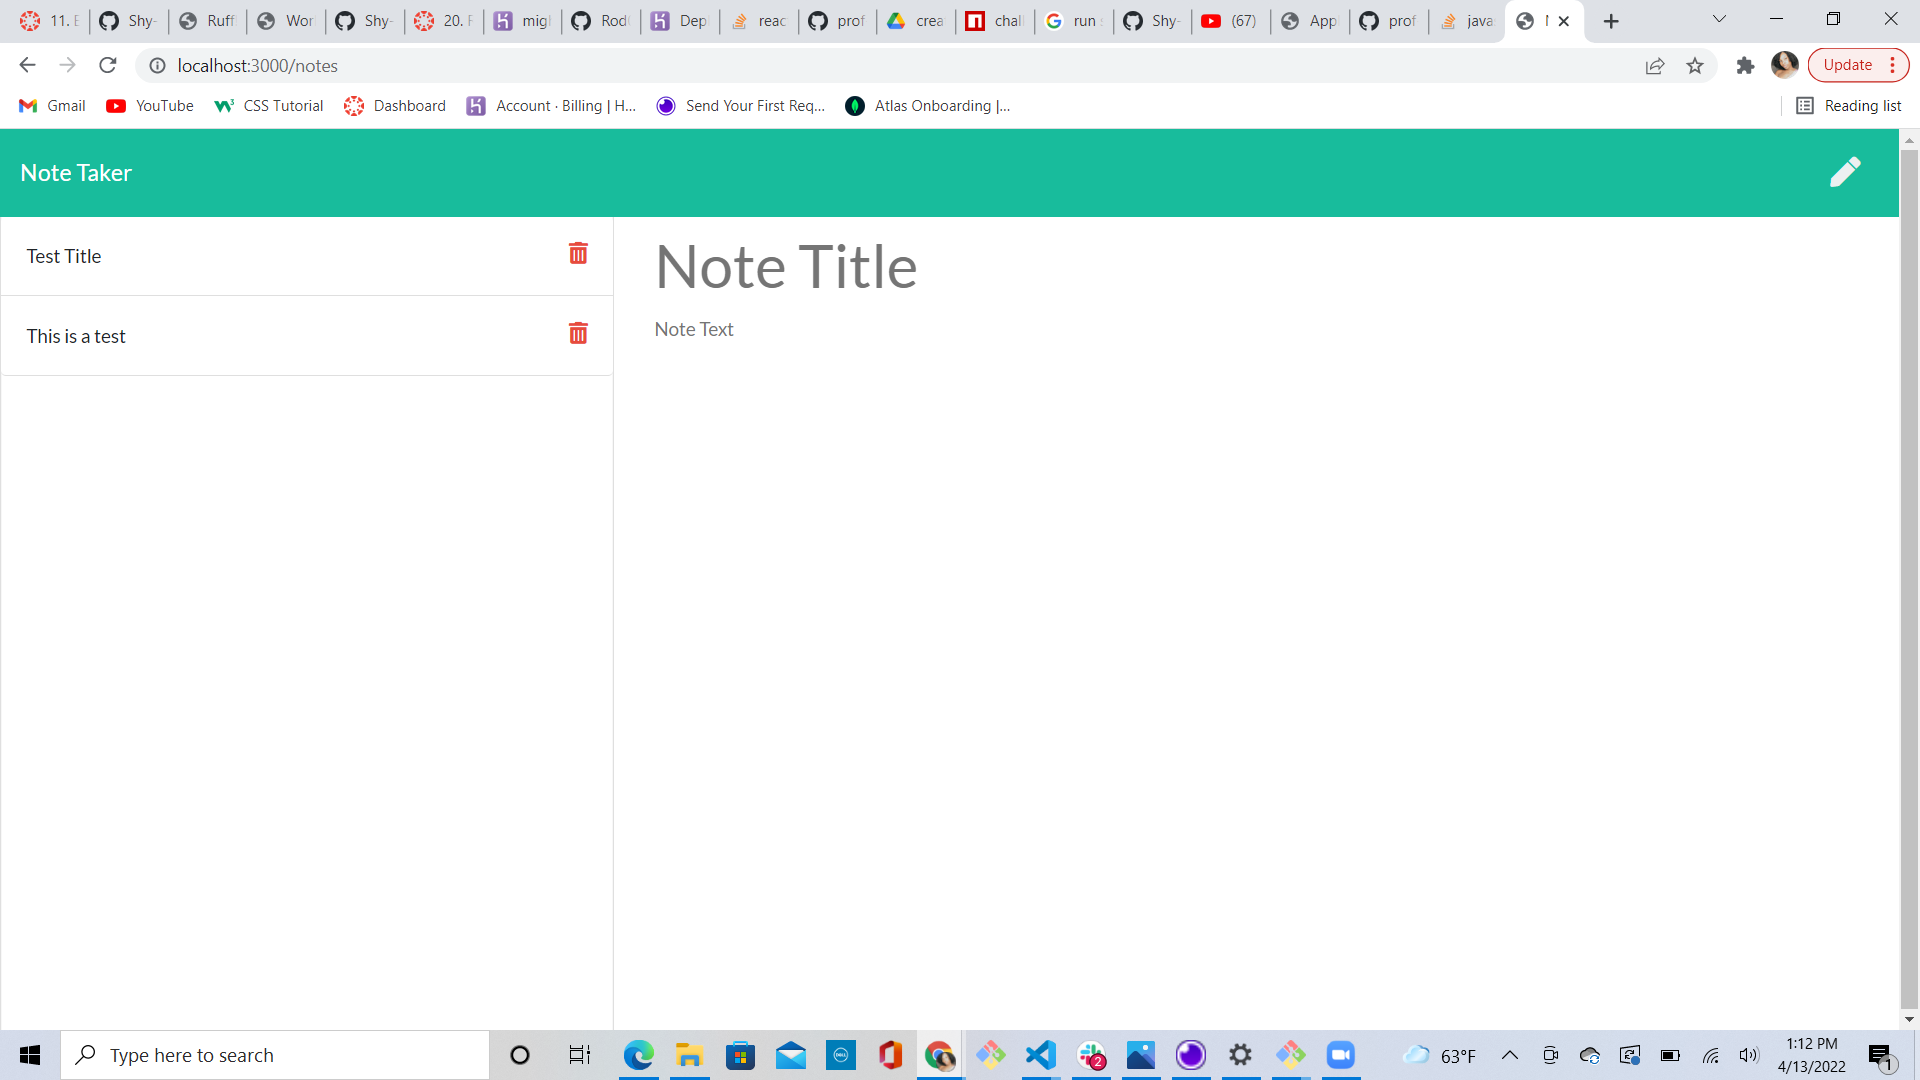 11. E Shy- Ruff Wor Shy- 20. F migl Rod Dep reac prof crea chal run s Shy- (67) App prof java
localhost:3000/notes
Update
Gmail YouTube CSS Tutorial Dashboard Account · Billing | H... Send Your First Req... Atlas Onboarding |... Reading list
Note Taker
Test Title
This is a test
Note Title
Note Text
Type here to search
2
63°F
1:12 PM
4/13/2022
1